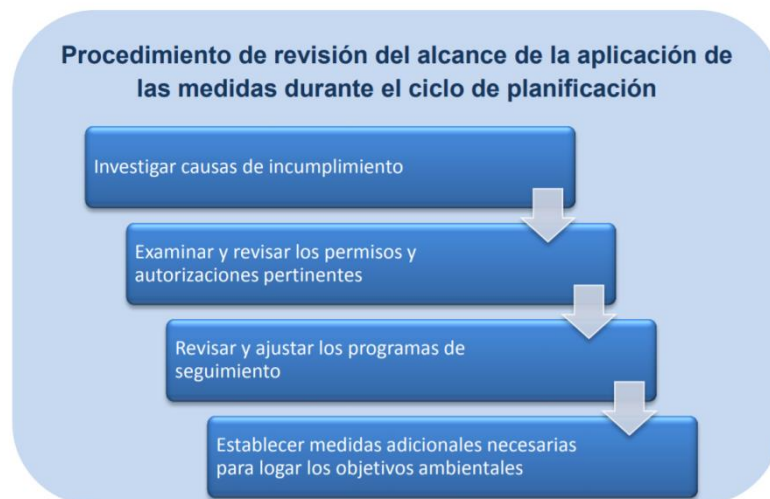 Procedimiento de revisión del alcance de la aplicación de
las medidas durante el ciclo de planificación
Investigar causas de incumplimiento
Examinar y revisar los permisos y
autorizaciones pertinentes
Revisar y ajustar los programas de
seguimiento
Establecer medidas adicionales necesarias
para logar los objetivos ambientales